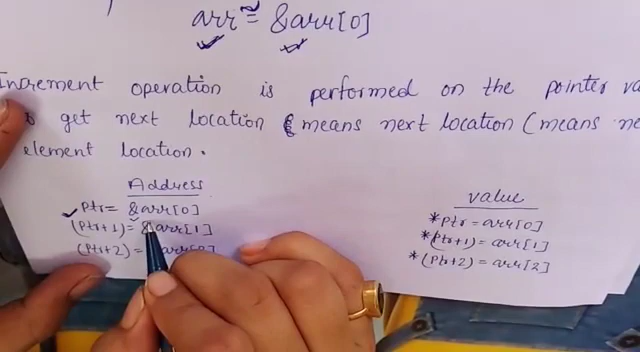 arr = &arr[0]
Increment operation is performed on the pointer
get next location means next location (means
element location.
Address
ptr = &arr[0]
(ptr+1) = &arr[1]
(ptr+2) =
value
*ptr = arr[0]
*(ptr+1) = arr[1]
*(ptr+2) = arr[2]